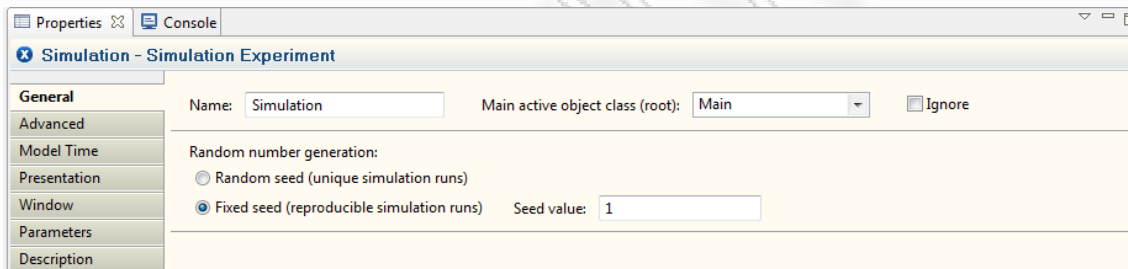 Properties Console
Simulation - Simulation Experiment
General
Name: Simulation Main active object class (root): Main Ignore
Advanced
Model Time
Random number generation:
Presentation
Random seed (unique simulation runs)
Window
Fixed seed (reproducible simulation runs) Seed value: 1
Parameters
Description